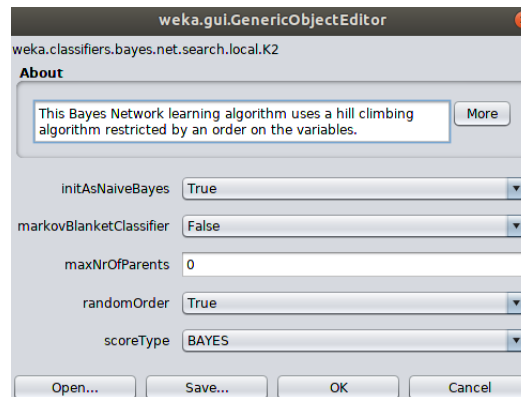 weka.gui.GenericObjectEditor
weka.classifiers.bayes.net.search.local.K2
About
This Bayes Network learning algorithm uses a hill climbing
algorithm restricted by an order on the variables.
More
initAsNaiveBayes True
markovBlanketClassifier False
maxNrOfParents 0
randomOrder True
scoreType BAYES
Open... Save... OK Cancel